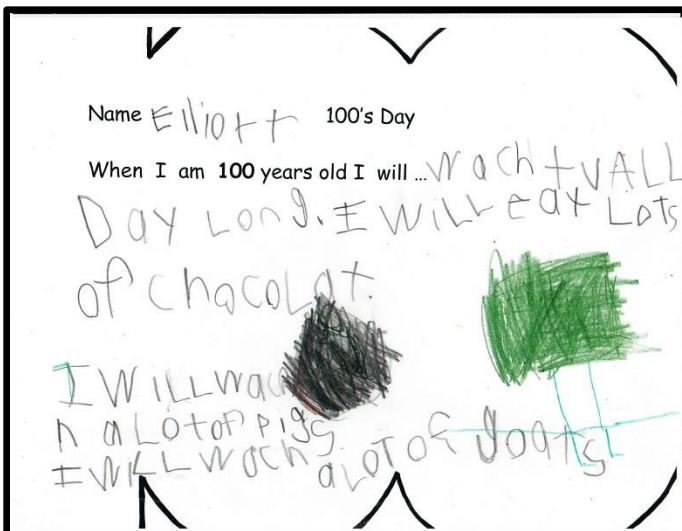 Name Elliott 100's Day
When I am 100 years old I will ... wach tv ALL
Day Long. I WILL eat Lots
of chacolat.
I WILL wac
h a Lot of pigs
I WILL wach a LOT OF goats